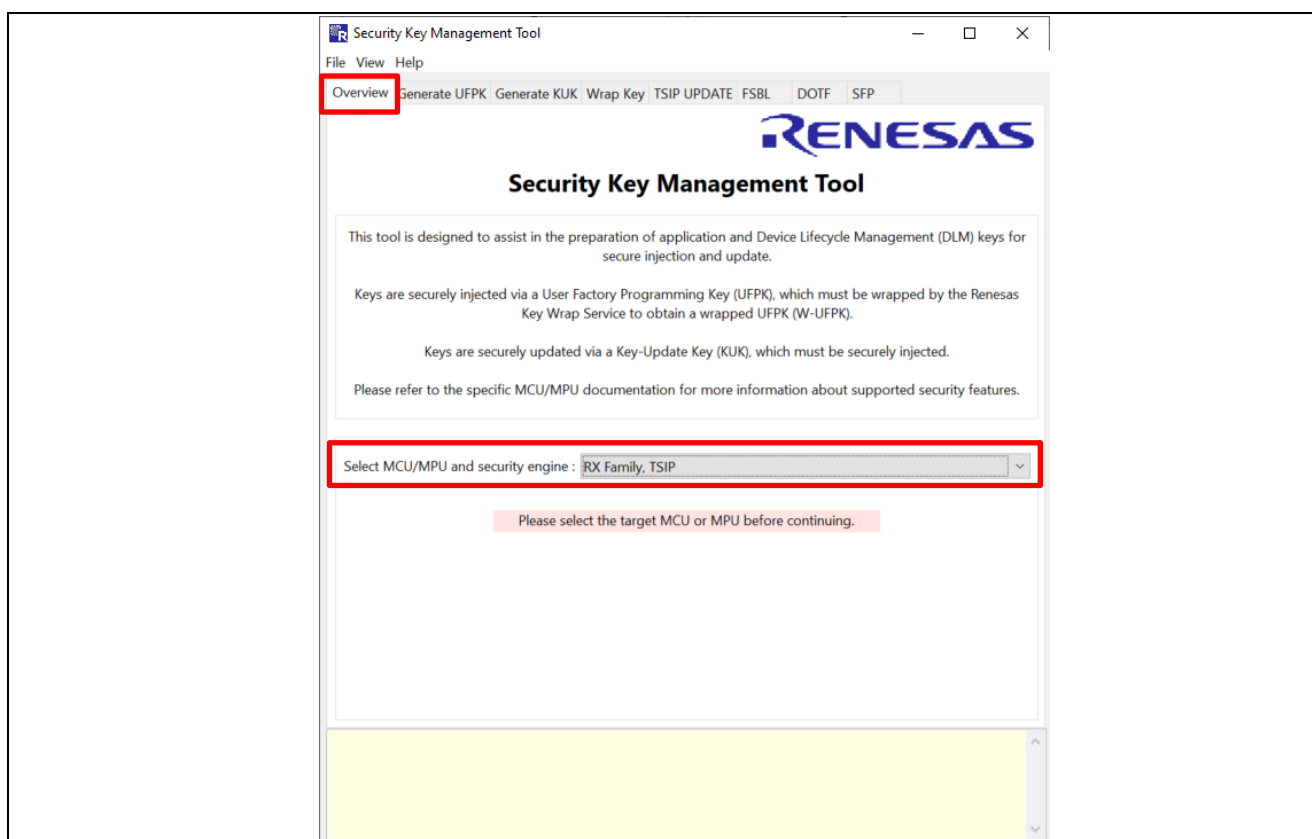 Security Key Management Tool
File View Help
Overview Generate UFPK Generate KUK Wrap Key TSIP UPDATE FSBL DOTF SFP
RENESAS
Security Key Management Tool
This tool is designed to assist in the preparation of application and Device Lifecycle Management (DLM) keys for
secure injection and update.
Keys are securely injected via a User Factory Programming Key (UFPK), which must be wrapped by the Renesas
Key Wrap Service to obtain a wrapped UFPK (W-UFPK).
Keys are securely updated via a Key-Update Key (KUK), which must be securely injected.
Please refer to the specific MCU/MPU documentation for more information about supported security features.
Select MCU/MPU and security engine : RX Family, TSIP
Please select the target MCU or MPU before continuing.